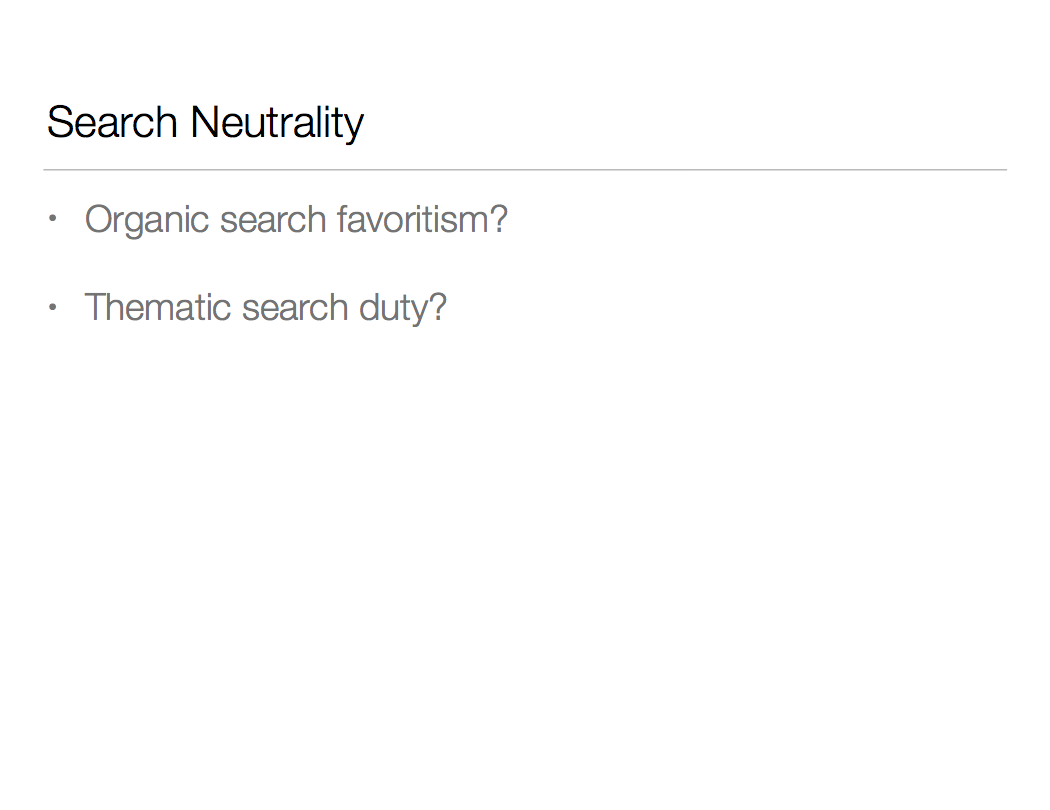 Search Neutrality
• Organic search favoritism?
• Thematic search duty?